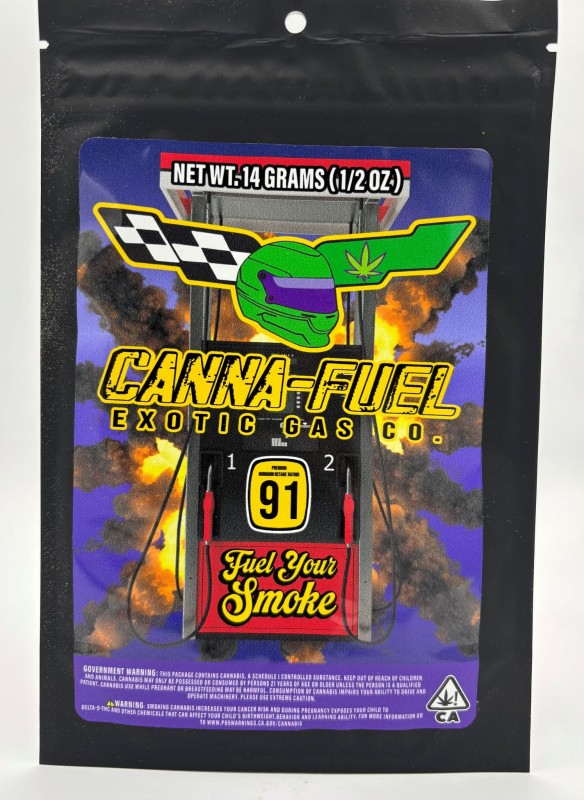 NET WT. 14 GRAMS (1/2 OZ)
CANNA-FUEL
EXOTIC GAS CO.
1 2
PREMIUM
MINIMUM OCTANE RATING
91
Fuel Your
Smoke
GOVERNMENT WARNING: THIS PACKAGE CONTAINS CANNABIS, A SCHEDULE I CONTROLLED SUBSTANCE. KEEP OUT OF REACH OF CHILDREN
AND ANIMALS. CANNABIS MAY ONLY BE POSSESSED OR CONSUMED BY PERSONS 21 YEARS OF AGE OR OLDER UNLESS THE PERSON IS A QUALIFIED
PATIENT. CANNABIS USE WHILE PREGNANT OR BREASTFEEDING MAY BE HARMFUL. CONSUMPTION OF CANNABIS IMPAIRS YOUR ABILITY TO DRIVE AND
OPERATE MACHINERY. PLEASE USE EXTREME CAUTION.
WARNING: SMOKING CANNABIS INCREASES YOUR CANCER RISK AND DURING PREGNANCY EXPOSES YOUR CHILD TO
DELTA-9-THC AND OTHER CHEMICALS THAT CAN AFFECT YOUR CHILD'S BIRTHWEIGHT, BEHAVIOR AND LEARNING ABILITY. FOR MORE INFORMATION GO
TO WWW.P65WARNINGS.CA.GOV/CANNABIS
CA